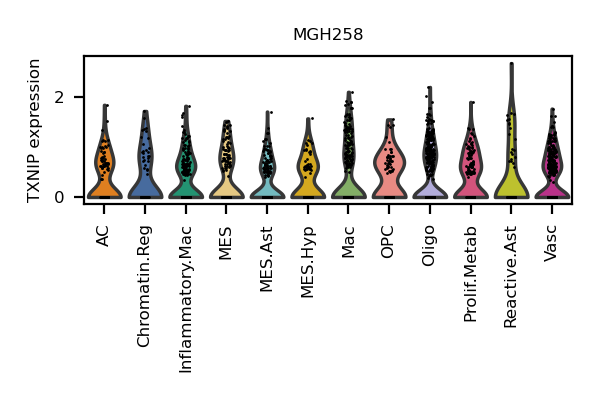 MGH258
TXNIP expression
2
0
AC
Chromatin.Reg
Inflammatory.Mac
MES
MES.Ast
MES.Hyp
Mac
OPC
Oligo
Prolif.Metab
Reactive.Ast
Vasc